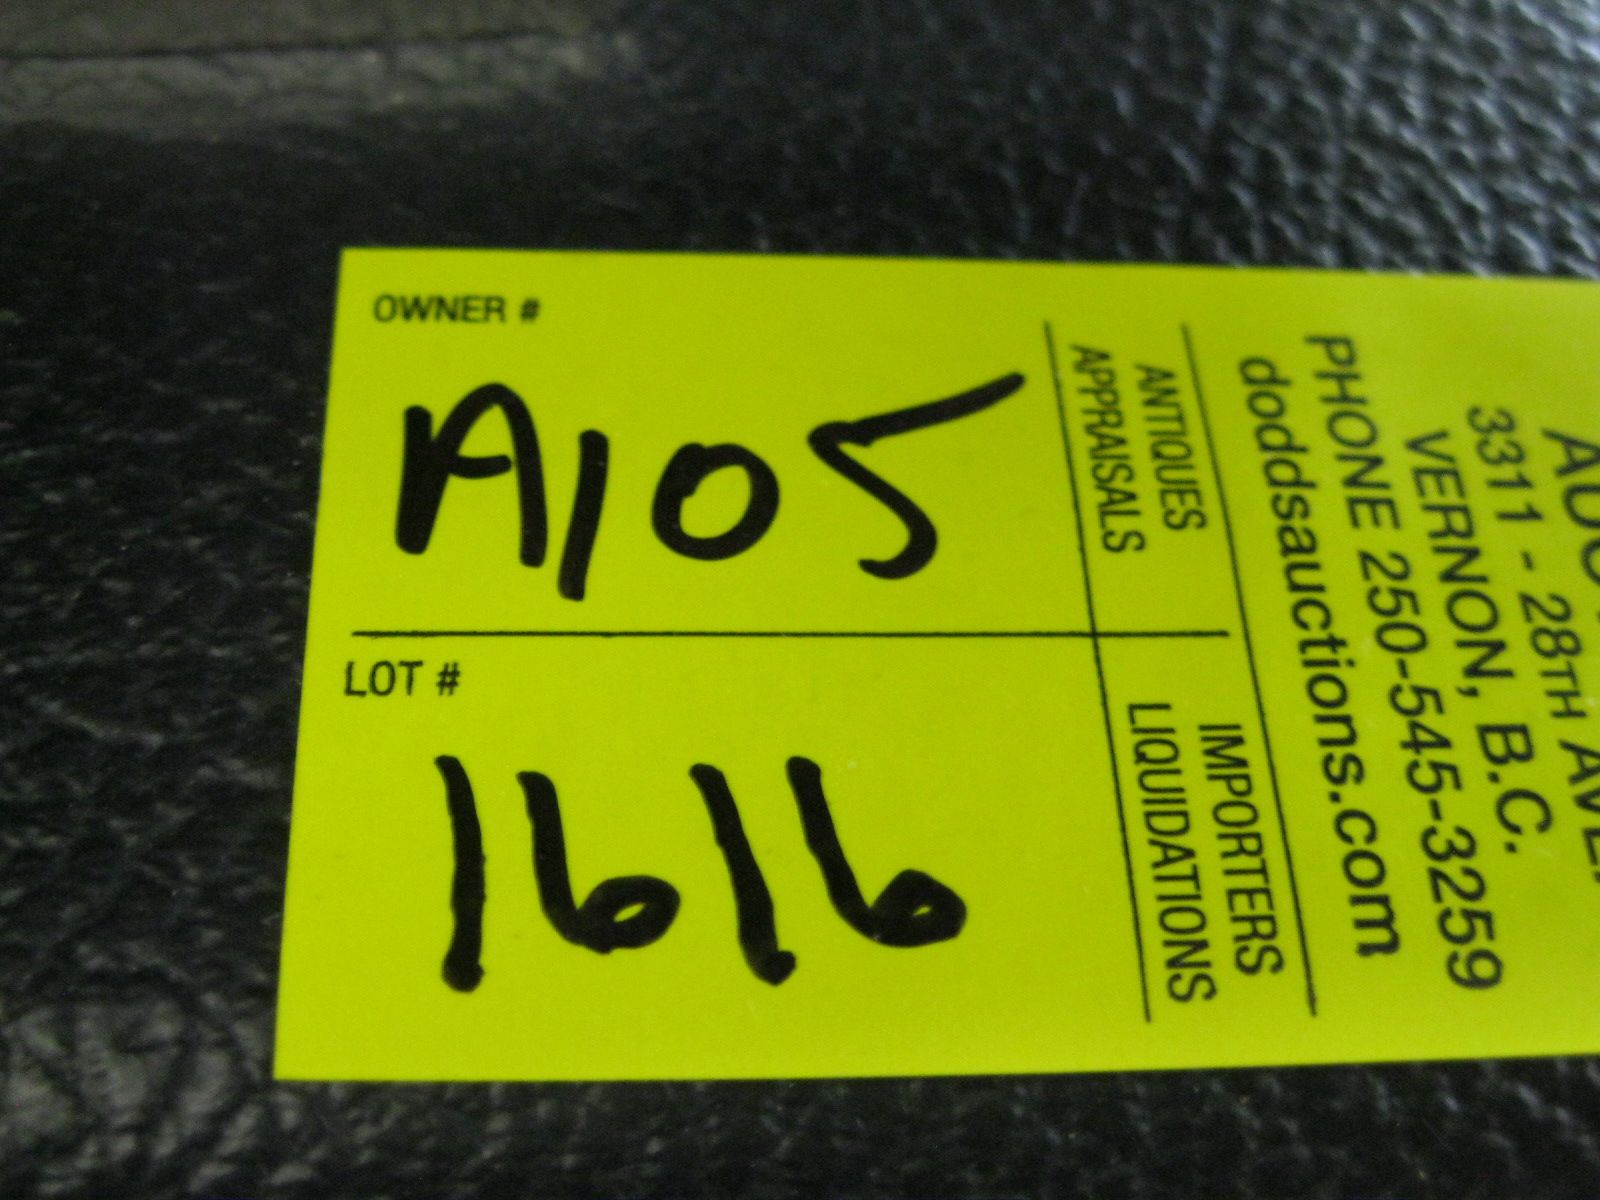 OWNER #
A105
LOT #
1616
ANTIQUES
APPRAISALS
IMPORTERS
LIQUIDATIONS
3311 - 28TH
VERNON, B.C.
PHONE 250-545-3259
doddsauctions.com